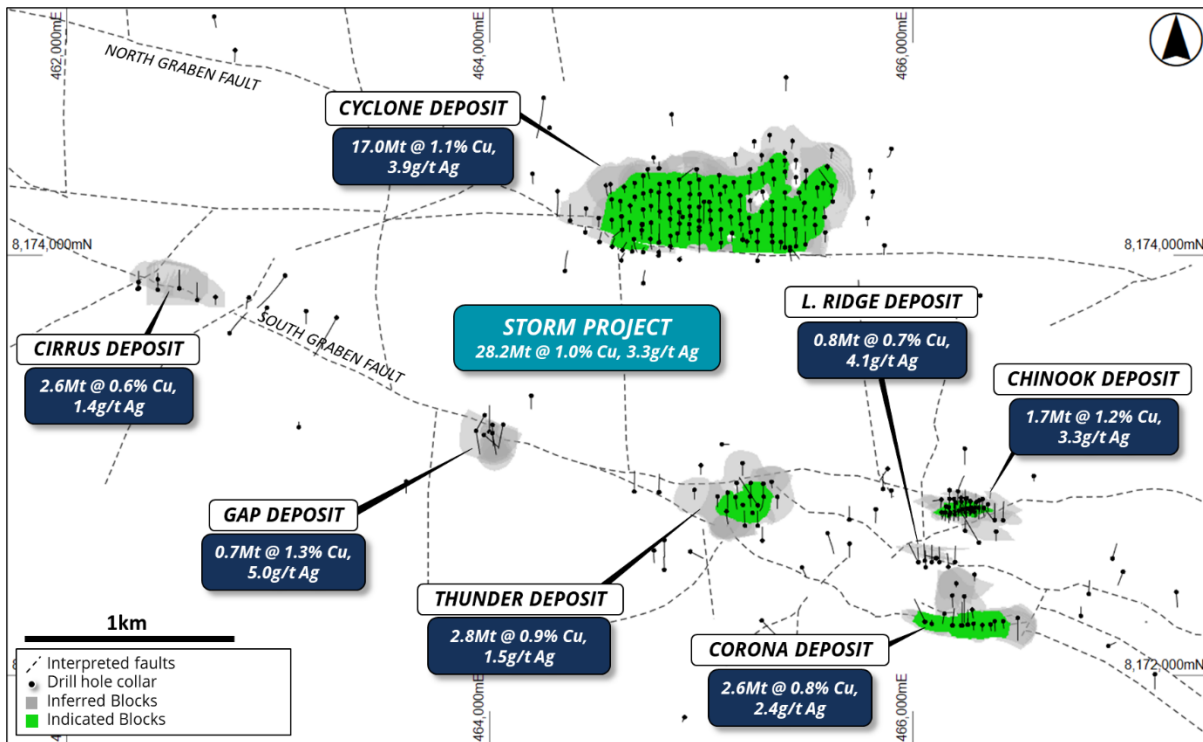 462,000mE
464,000mE
466,000mE
NORTH GRABEN FAULT
CYCLONE DEPOSIT
17.0Mt @ 1.1% Cu,
3.9g/t Ag
8,174,000mN
8,174,000mN
L. RIDGE DEPOSIT
0.8Mt @ 0.7% Cu,
4.1g/t Ag
STORM PROJECT
28.2Mt @ 1.0% Cu, 3.3g/t Ag
SOUTH GRABEN FAULT
CIRRUS DEPOSIT
2.6Mt @ 0.6% Cu,
1.4g/t Ag
CHINOOK DEPOSIT
1.7Mt @ 1.2% Cu,
3.3g/t Ag
GAP DEPOSIT
0.7Mt @ 1.3% Cu,
5.0g/t Ag
THUNDER DEPOSIT
2.8Mt @ 0.9% Cu,
1.5g/t Ag
CORONA DEPOSIT
2.6Mt @ 0.8% Cu,
2.4g/t Ag
1km
Interpreted faults
Drill hole collar
Inferred Blocks
Indicated Blocks
8,172,000mN
464,000mE
466,000mE